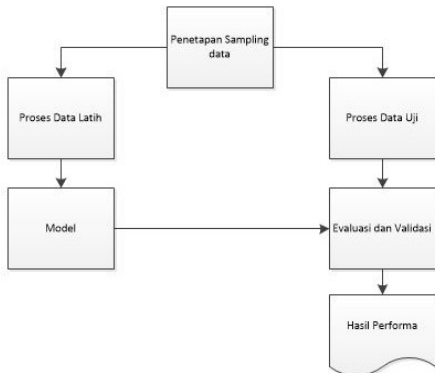 Penetapan Sampling
data
Proses Data Latih
Proses Data Uji
Model
Evaluasi dan Validasi
Hasil Performa